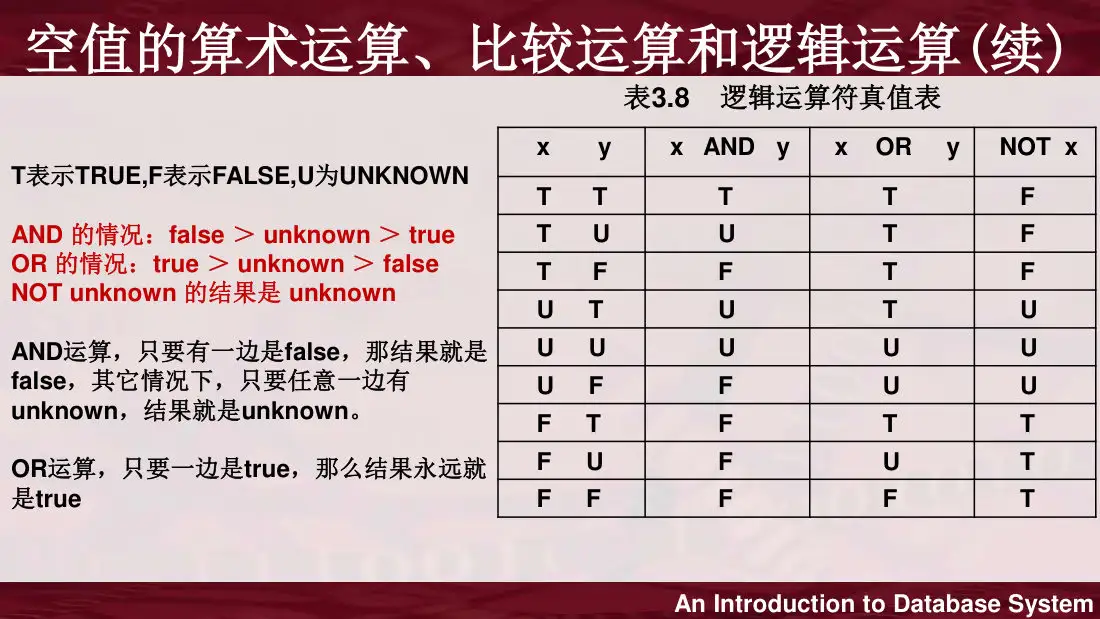 空值的算术运算、比较运算和逻辑运算(续)
表3.8 逻辑运算符真值表
T表示TRUE,F表示FALSE,U为UNKNOWN
AND 的情况：false ＞ unknown ＞ true
OR 的情况：true ＞ unknown ＞ false
NOT unknown 的结果是 unknown
AND运算，只要有一边是false，那结果就是
false，其它情况下，只要任意一边有
unknown，结果就是unknown。
OR运算，只要一边是true，那么结果永远就
是true
x y x AND y x OR y NOT x
T T T T F
T U U T F
T F F T F
U T U T U
U U U U U
U F F U U
F T F T T
F U F U T
F F F F T
An Introduction to Database System